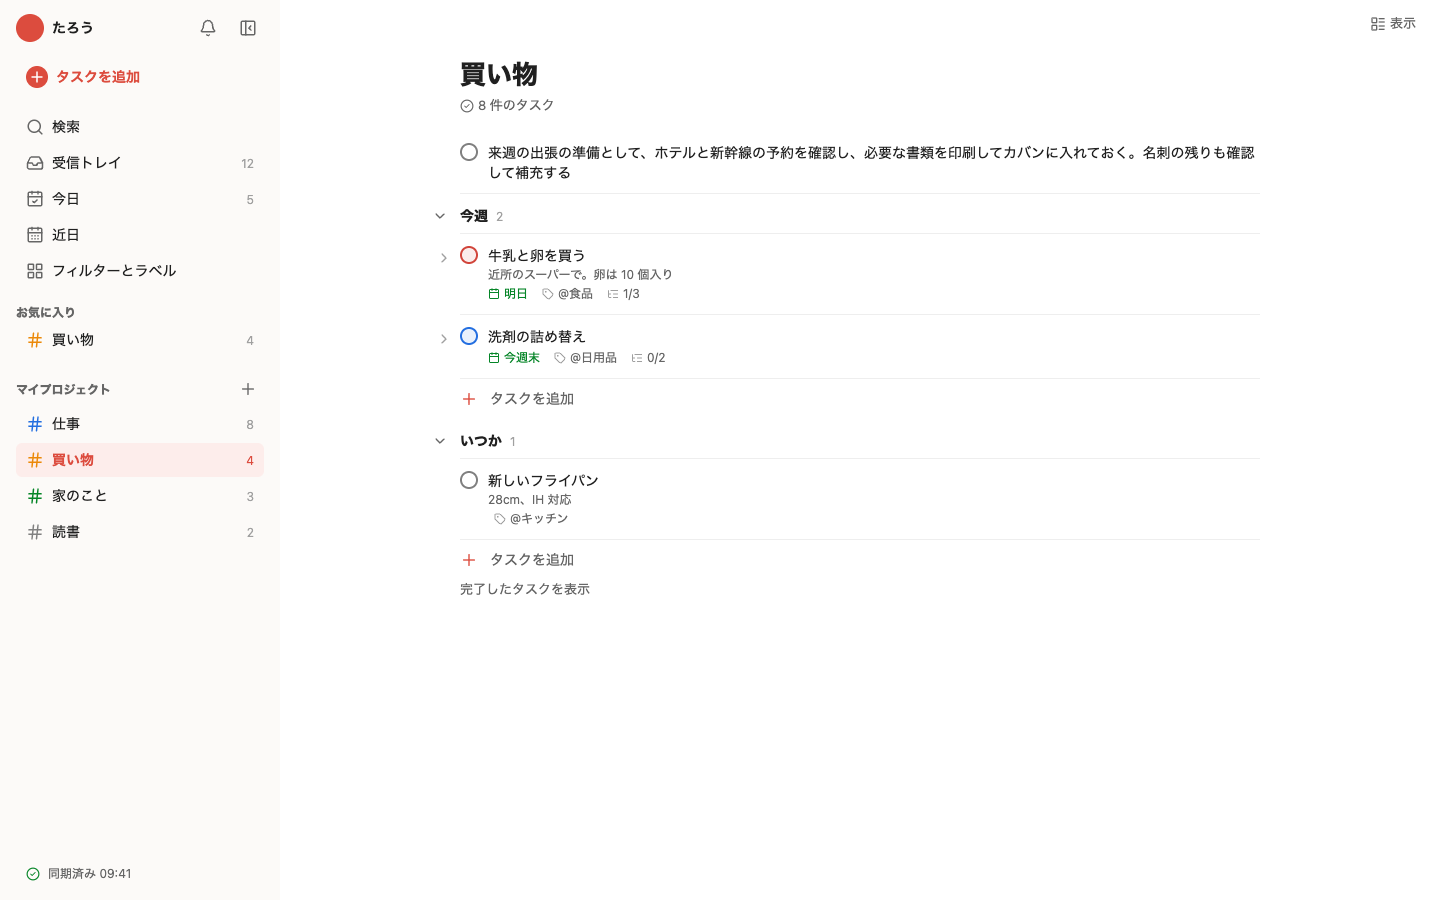 たろう
タスクを追加
検索
受信トレイ 12
今日 5
近日
フィルターとラベル
お気に入り
買い物 4
マイプロジェクト
仕事 8
買い物 4
家のこと 3
読書 2
同期済み 09:41
表示
買い物
8 件のタスク
来週の出張の準備として、ホテルと新幹線の予約を確認し、必要な書類を印刷してカバンに入れておく。名刺の残りも確認
して補充する
今週 2
牛乳と卵を買う
近所のスーパーで。卵は 10 個入り
明日 @食品 1/3
洗剤の詰め替え
今週末 @日用品 0/2
タスクを追加
いつか 1
新しいフライパン
28cm、IH 対応
@キッチン
タスクを追加
完了したタスクを表示